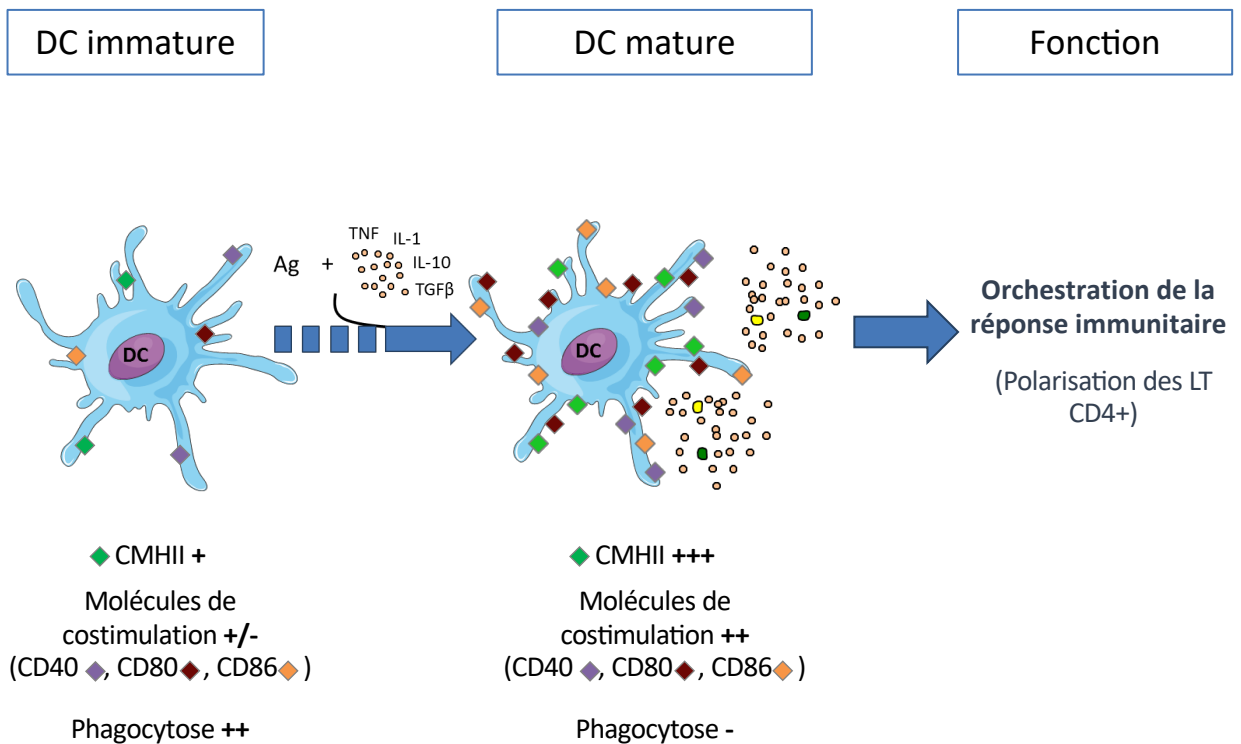 DC immature
DC mature
Fonction
TNF
IL-1
Ag +
IL-10
TGFβ
DC
DC
Orchestration de la
réponse immunitaire
(Polarisation des LT
CD4+)
CMHII +
Molécules de
costimulation +/-
(CD40 , CD80 , CD86 )
Phagocytose ++
CMHII +++
Molécules de
costimulation ++
(CD40 , CD80 , CD86 )
Phagocytose -